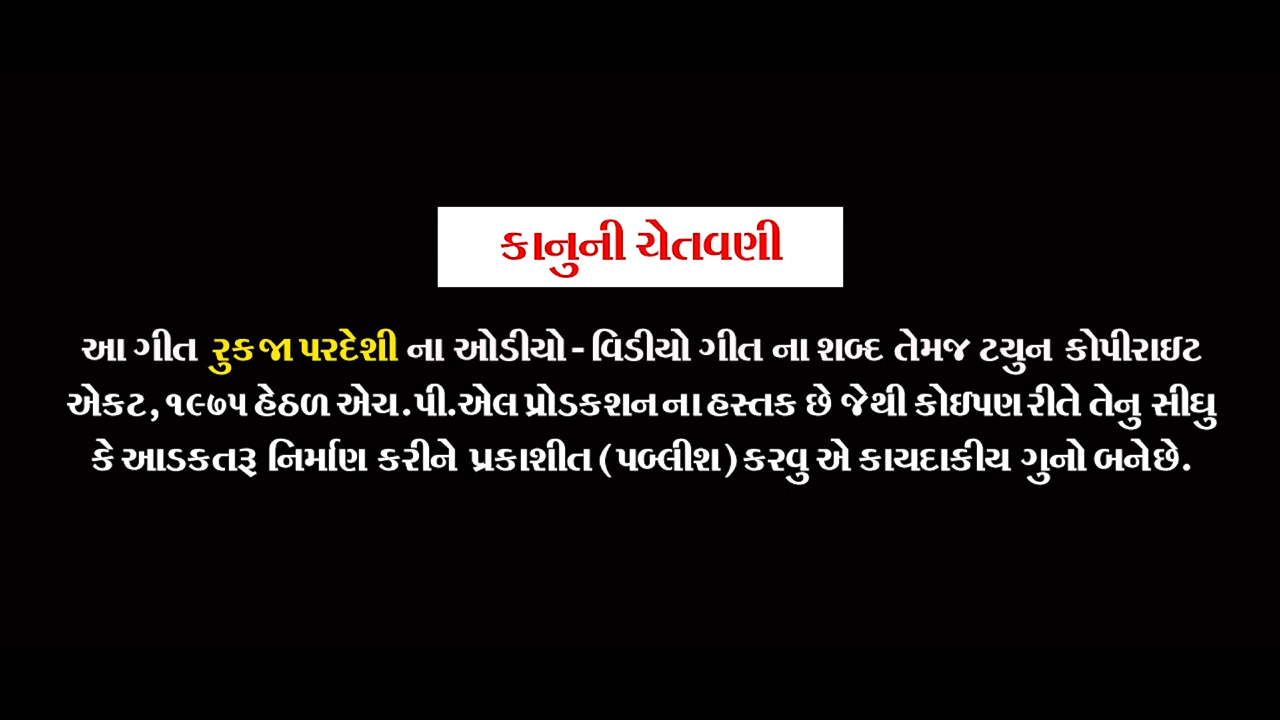 કાનુની ચેતવણી
આ ગીત રુકજા પરદેશી ના ઓડીયો - વિડીયો ગીત ના શબ્દ તેમજ ટયુન કોપીરાઇટ
એકટ, ૧૯૭૫ હેઠળ એચ.પી.એલ પ્રોડકશન ના હસ્તક છે જેથી કોઇપણ રીતે તેનુ સીધુ
કે આડકતરૂ નિર્માણ કરીને પ્રકાશીત (પબ્લીશ) કરવુ એ કાયદાકીય ગુનો બને છે.